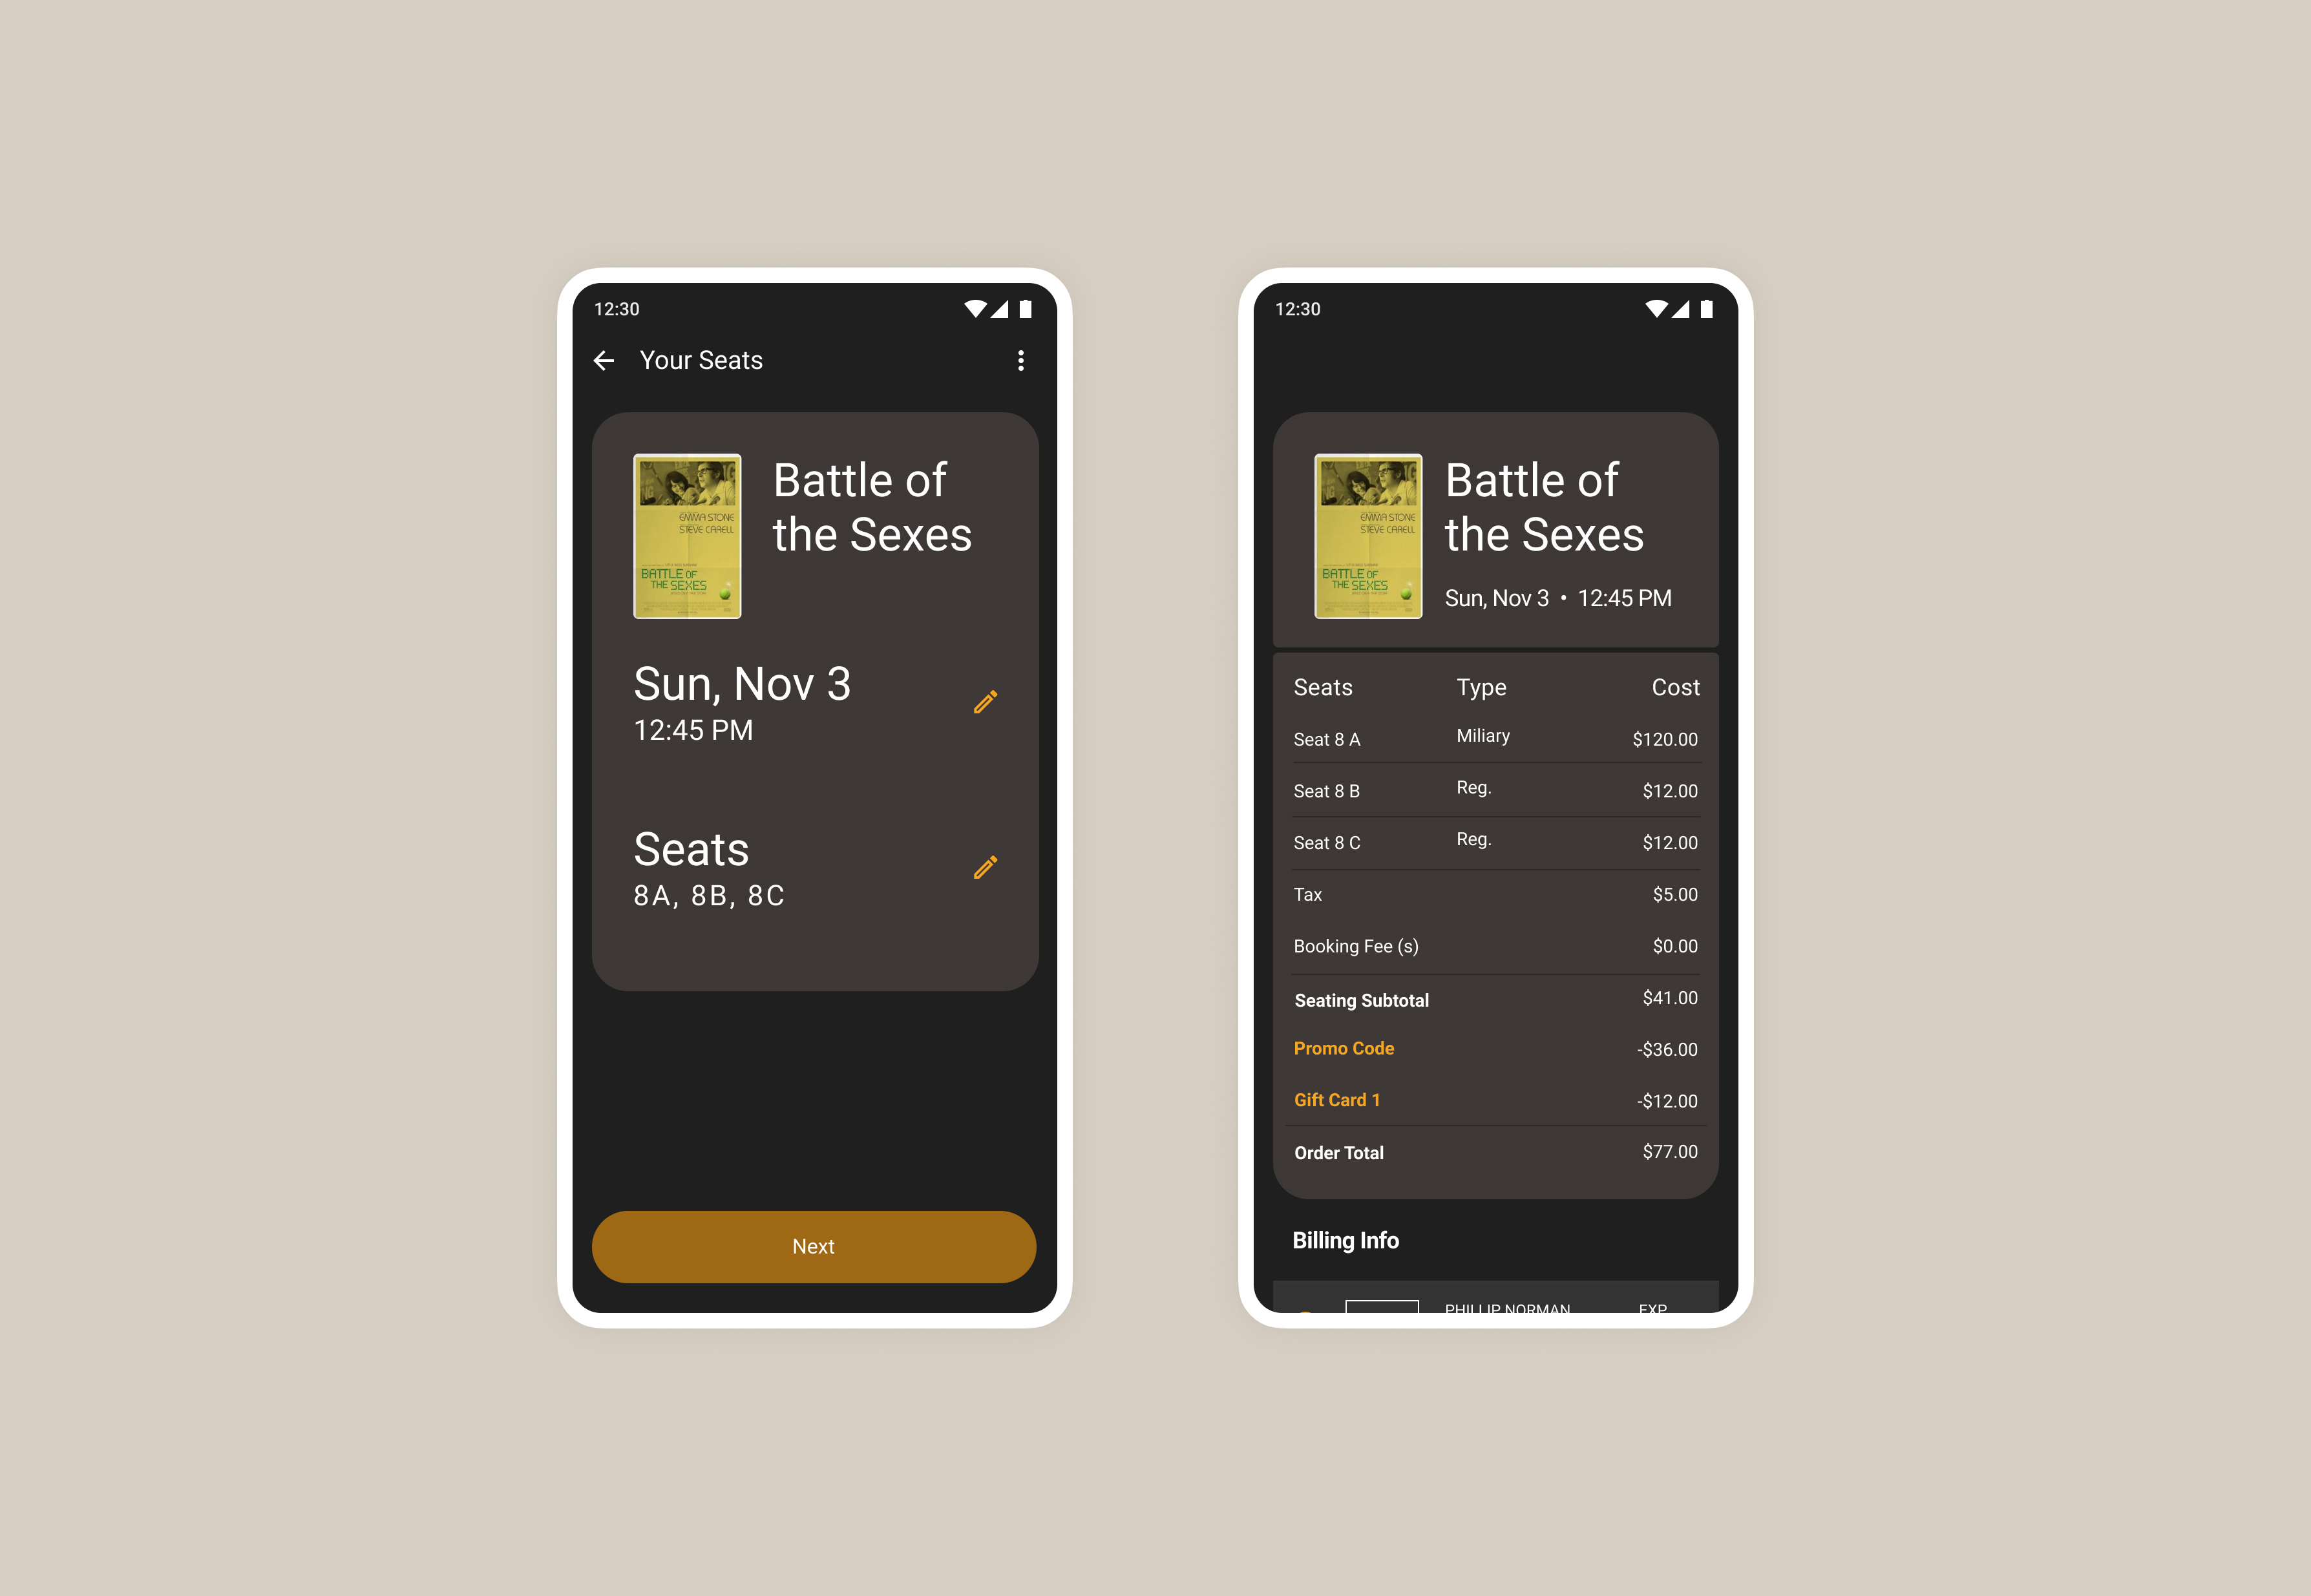 12:30
Your Seats
EMMA STONE
STEVE CARELL
BATTLE OF
THE SEXES
Battle of
the Sexes
Sun, Nov 3
12:45 PM
Seats
8A, 8B, 8C
Next
12:30
EMMA STONE
STEVE CARELL
BATTLE OF
THE SEXES
Battle of
the Sexes
Sun, Nov 3 • 12:45 PM
Seats Type Cost
Seat 8 A Miliary $120.00
Seat 8 B Reg. $12.00
Seat 8 C Reg. $12.00
Tax $5.00
Booking Fee (s) $0.00
Seating Subtotal $41.00
Promo Code -$36.00
Gift Card 1 -$12.00
Order Total $77.00
Billing Info
PHILLIP NORMAN EXP